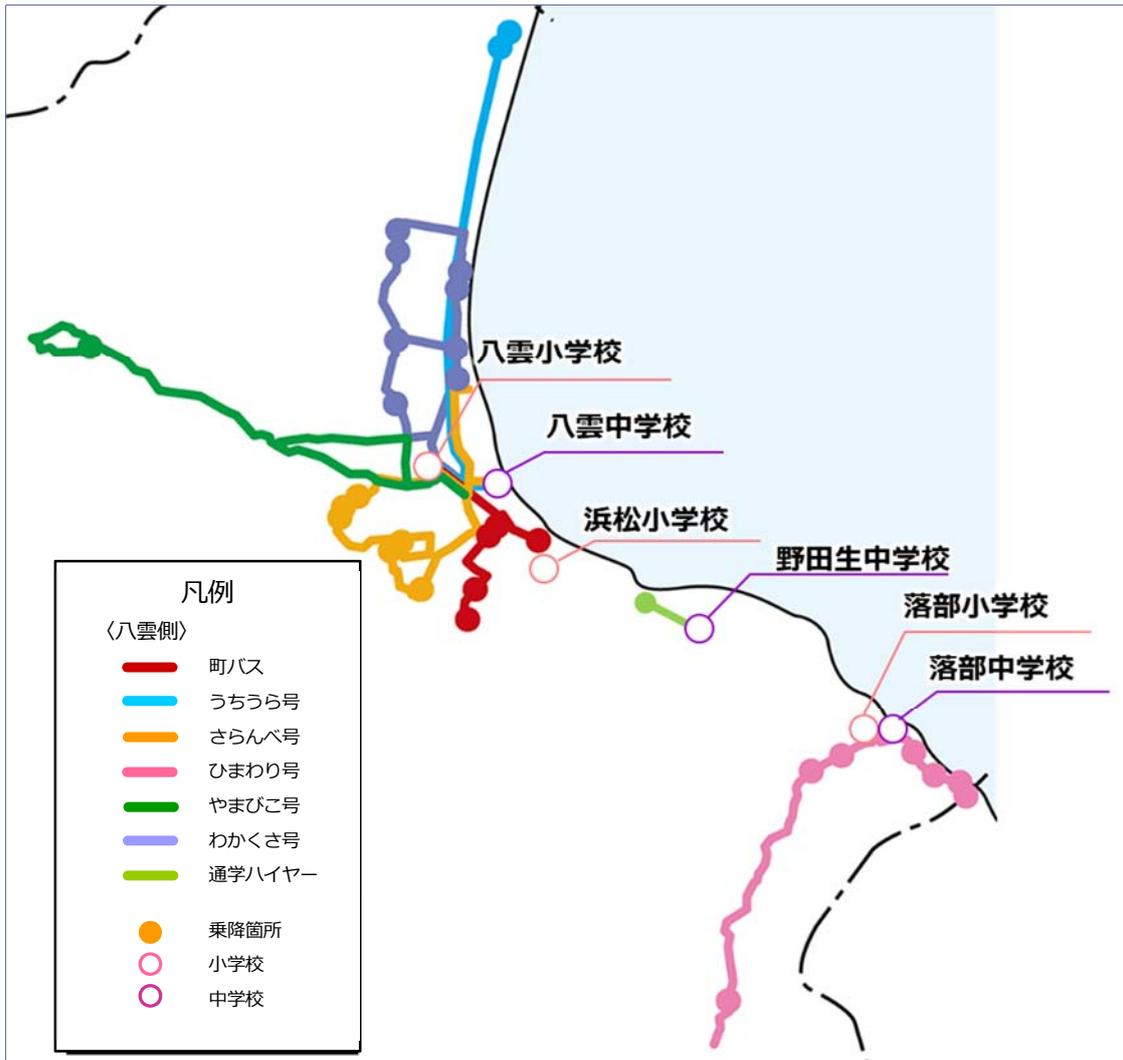 八雲小学校
八雲中学校
浜松小学校
野田生中学校
落部小学校
落部中学校
凡例
〈八雲側〉
町バス
うちうら号
さらんべ号
ひまわり号
やまびこ号
わかくさ号
通学ハイヤー
乗降箇所
小学校
中学校